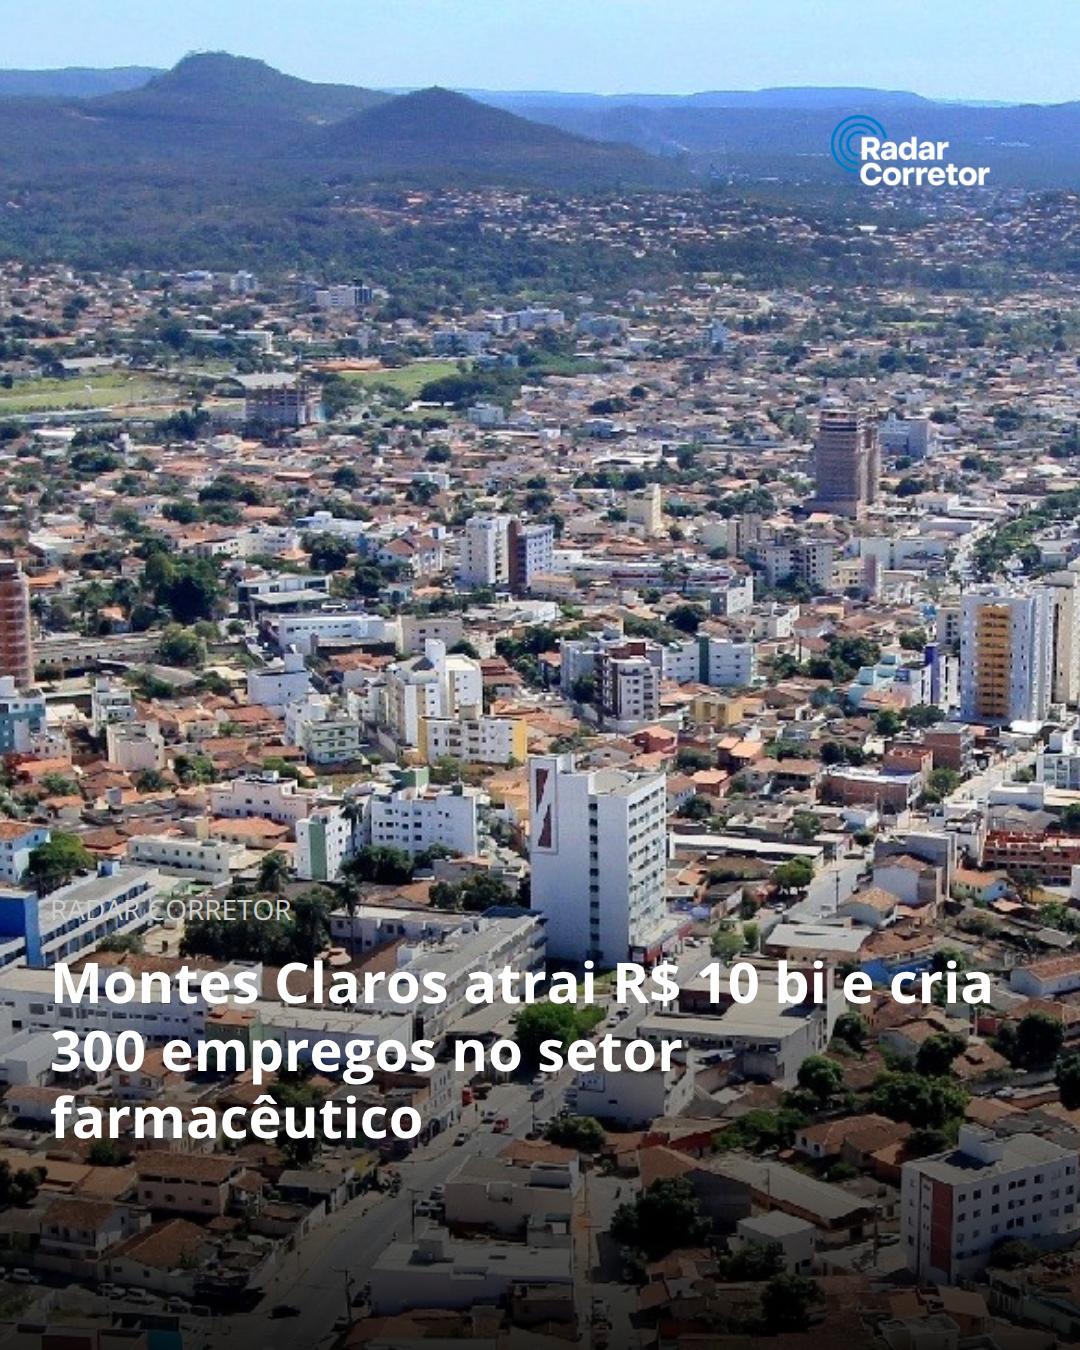 Radar
Corretor
RADAR CORRETOR
Montes Claros atrai R$ 10 bi e cria
300 empregos no setor
farmacêutico